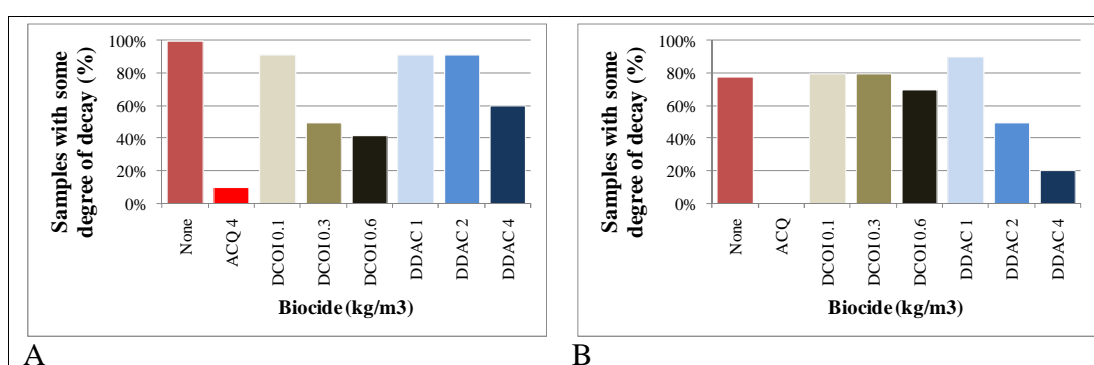 Samples with some
degree of decay (%)
100%
80%
60%
40%
20%
0%
None
ACQ 4
DCOI 0.1
DCOI 0.3
DCOI 0.6
DDAC 1
DDAC 2
DDAC 4
Biocide (kg/m3)
A
Samples with some
degree of decay (%)
100%
80%
60%
40%
20%
0%
None
ACQ
DCOI 0.1
DCOI 0.3
DCOI 0.6
DDAC 1
DDAC 2
DDAC 4
Biocide (kg/m3)
B